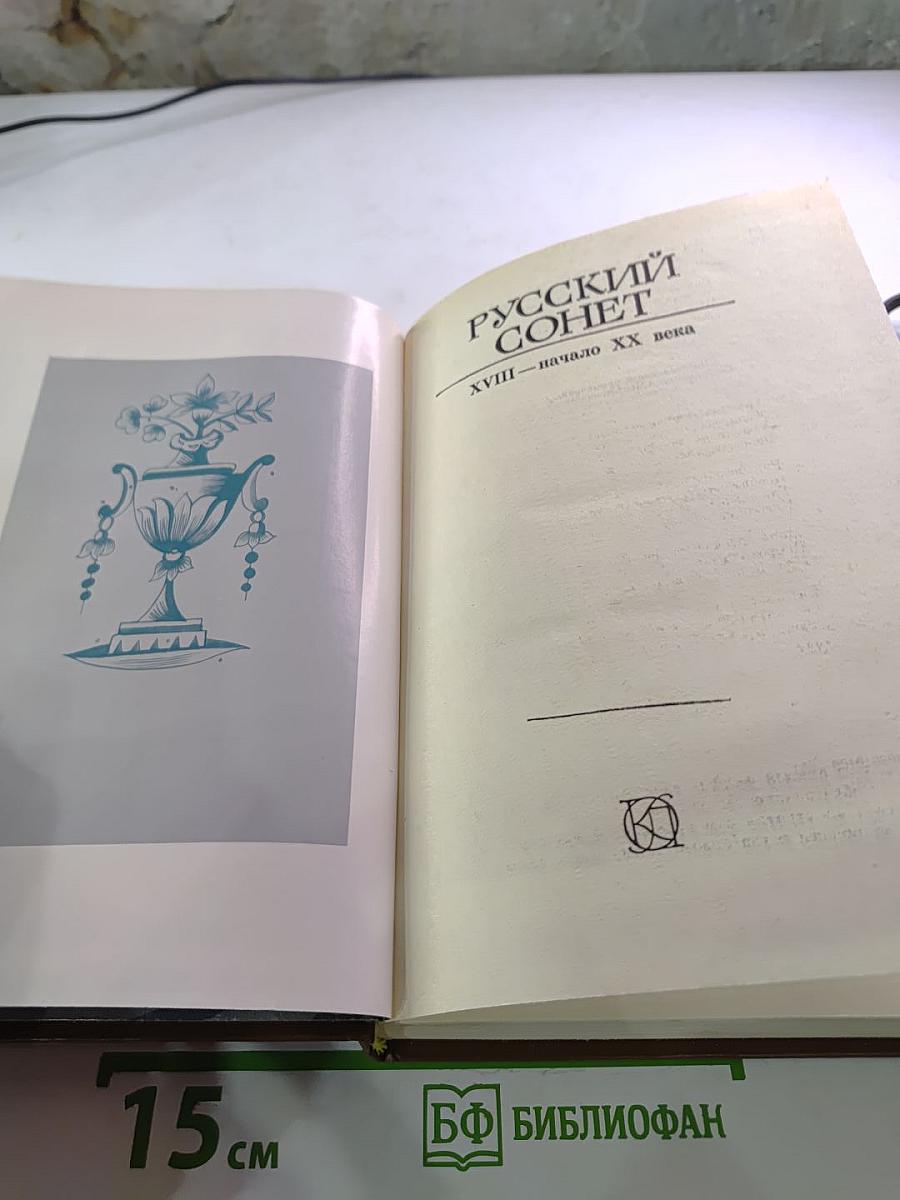 РУССКИЙ
СОНЕТ
XVIII — начало XX века
15 см
БФ БИБЛИОФАН